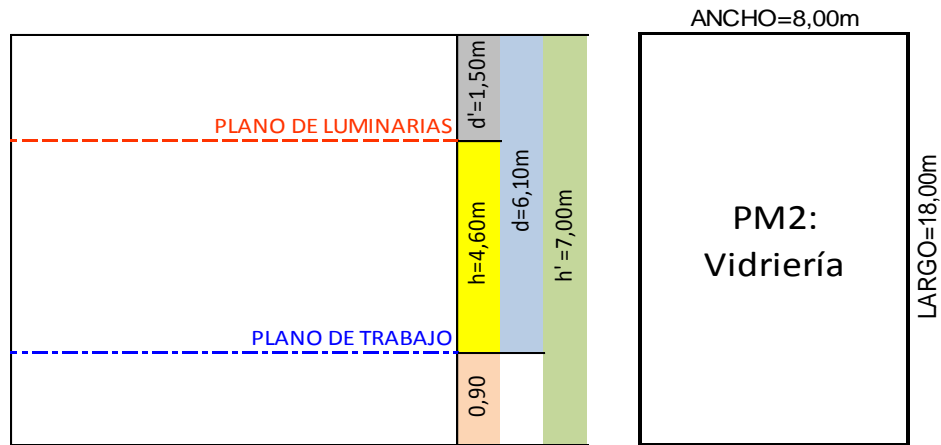 PLANO DE LUMINARIAS
PLANO DE TRABAJO
d'=1,50m
h=4,60m
0,90
d=6,10m
h'=7,00m
ANCHO=8,00m
PM2:
Vidriería
LARGO=18,00m